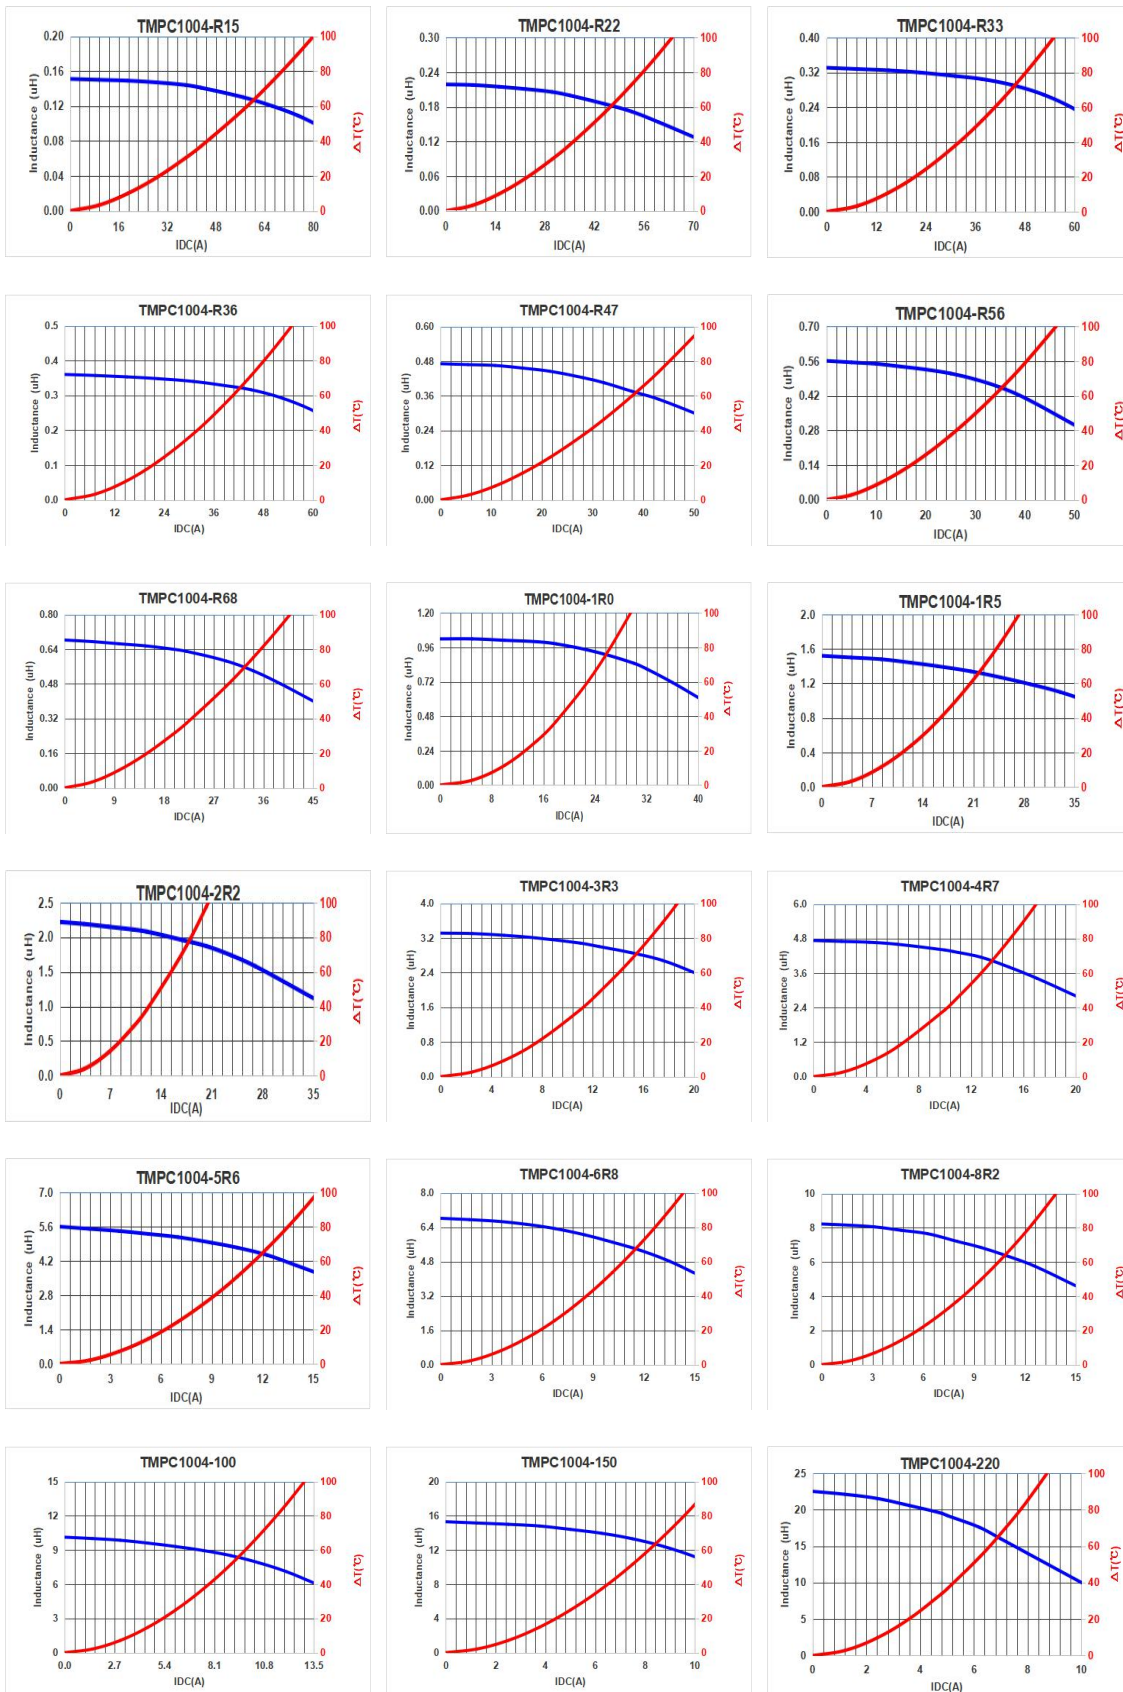 TMPC1004-R15
0.20 0.16 0.12 0.08 0.04 0.00
Inductance (uH)
100 80 60 40 20 0
△T(℃)
0 16 32 48 64 80
IDC(A)
TMPC1004-R22
0.30 0.24 0.18 0.12 0.06 0.00
Inductance (uH)
100 80 60 40 20 0
△T(℃)
0 14 28 42 56 70
IDC(A)
TMPC1004-R33
0.40 0.32 0.24 0.16 0.08 0.00
Inductance (uH)
100 80 60 40 20 0
△T(℃)
0 12 24 36 48 60
IDC(A)
TMPC1004-R36
0.5 0.4 0.3 0.2 0.1 0.0
Inductance (uH)
100 80 60 40 20 0
△T(℃)
0 12 24 36 48 60
IDC(A)
TMPC1004-R47
0.60 0.48 0.36 0.24 0.12 0.00
Inductance (uH)
100 80 60 40 20 0
△T(℃)
0 10 20 30 40 50
IDC(A)
TMPC1004-R56
0.70 0.56 0.42 0.28 0.14 0.00
Inductance (uH)
100 80 60 40 20 0
△T(℃)
0 10 20 30 40 50
IDC(A)
TMPC1004-R68
0.80 0.64 0.48 0.32 0.16 0.00
Inductance (uH)
100 80 60 40 20 0
△T(℃)
0 9 18 27 36 45
IDC(A)
TMPC1004-1R0
1.20 0.96 0.72 0.48 0.24 0.00
Inductance (uH)
100 80 60 40 20 0
△T(℃)
0 8 16 24 32 40
IDC(A)
TMPC1004-1R5
2.0 1.6 1.2 0.8 0.4 0.0
Inductance (uH)
100 80 60 40 20 0
△T(℃)
0 7 14 21 28 35
IDC(A)
TMPC1004-2R2
2.5 2.0 1.5 1.0 0.5 0.0
Inductance (uH)
100 80 60 40 20 0
△T(℃)
0 7 14 21 28 35
IDC(A)
TMPC1004-3R3
4.0 3.2 2.4 1.6 0.8 0.0
Inductance (uH)
100 80 60 40 20 0
△T(℃)
0 4 8 12 16 20
IDC(A)
TMPC1004-4R7
6.0 4.8 3.6 2.4 1.2 0.0
Inductance (uH)
100 80 60 40 20 0
△T(℃)
0 4 8 12 16 20
IDC(A)
TMPC1004-5R6
7.0 5.6 4.2 2.8 1.4 0.0
Inductance (uH)
100 80 60 40 20 0
△T(℃)
0 3 6 9 12 15
IDC(A)
TMPC1004-6R8
8.0 6.4 4.8 3.2 1.6 0.0
Inductance (uH)
100 80 60 40 20 0
△T(℃)
0 3 6 9 12 15
IDC(A)
TMPC1004-8R2
10 8 6 4 2 0
Inductance (uH)
100 80 60 40 20 0
△T(℃)
0 3 6 9 12 15
IDC(A)
TMPC1004-100
15 12 9 6 3 0
Inductance (uH)
100 80 60 40 20 0
△T(℃)
0.0 2.7 5.4 8.1 10.8 13.5
IDC(A)
TMPC1004-150
20 16 12 8 4 0
Inductance (uH)
100 80 60 40 20 0
△T(℃)
0 2 4 6 8 10
IDC(A)
TMPC1004-220
25 20 15 10 5 0
Inductance (uH)
100 80 60 40 20 0
△T(℃)
0 2 4 6 8 10
IDC(A)